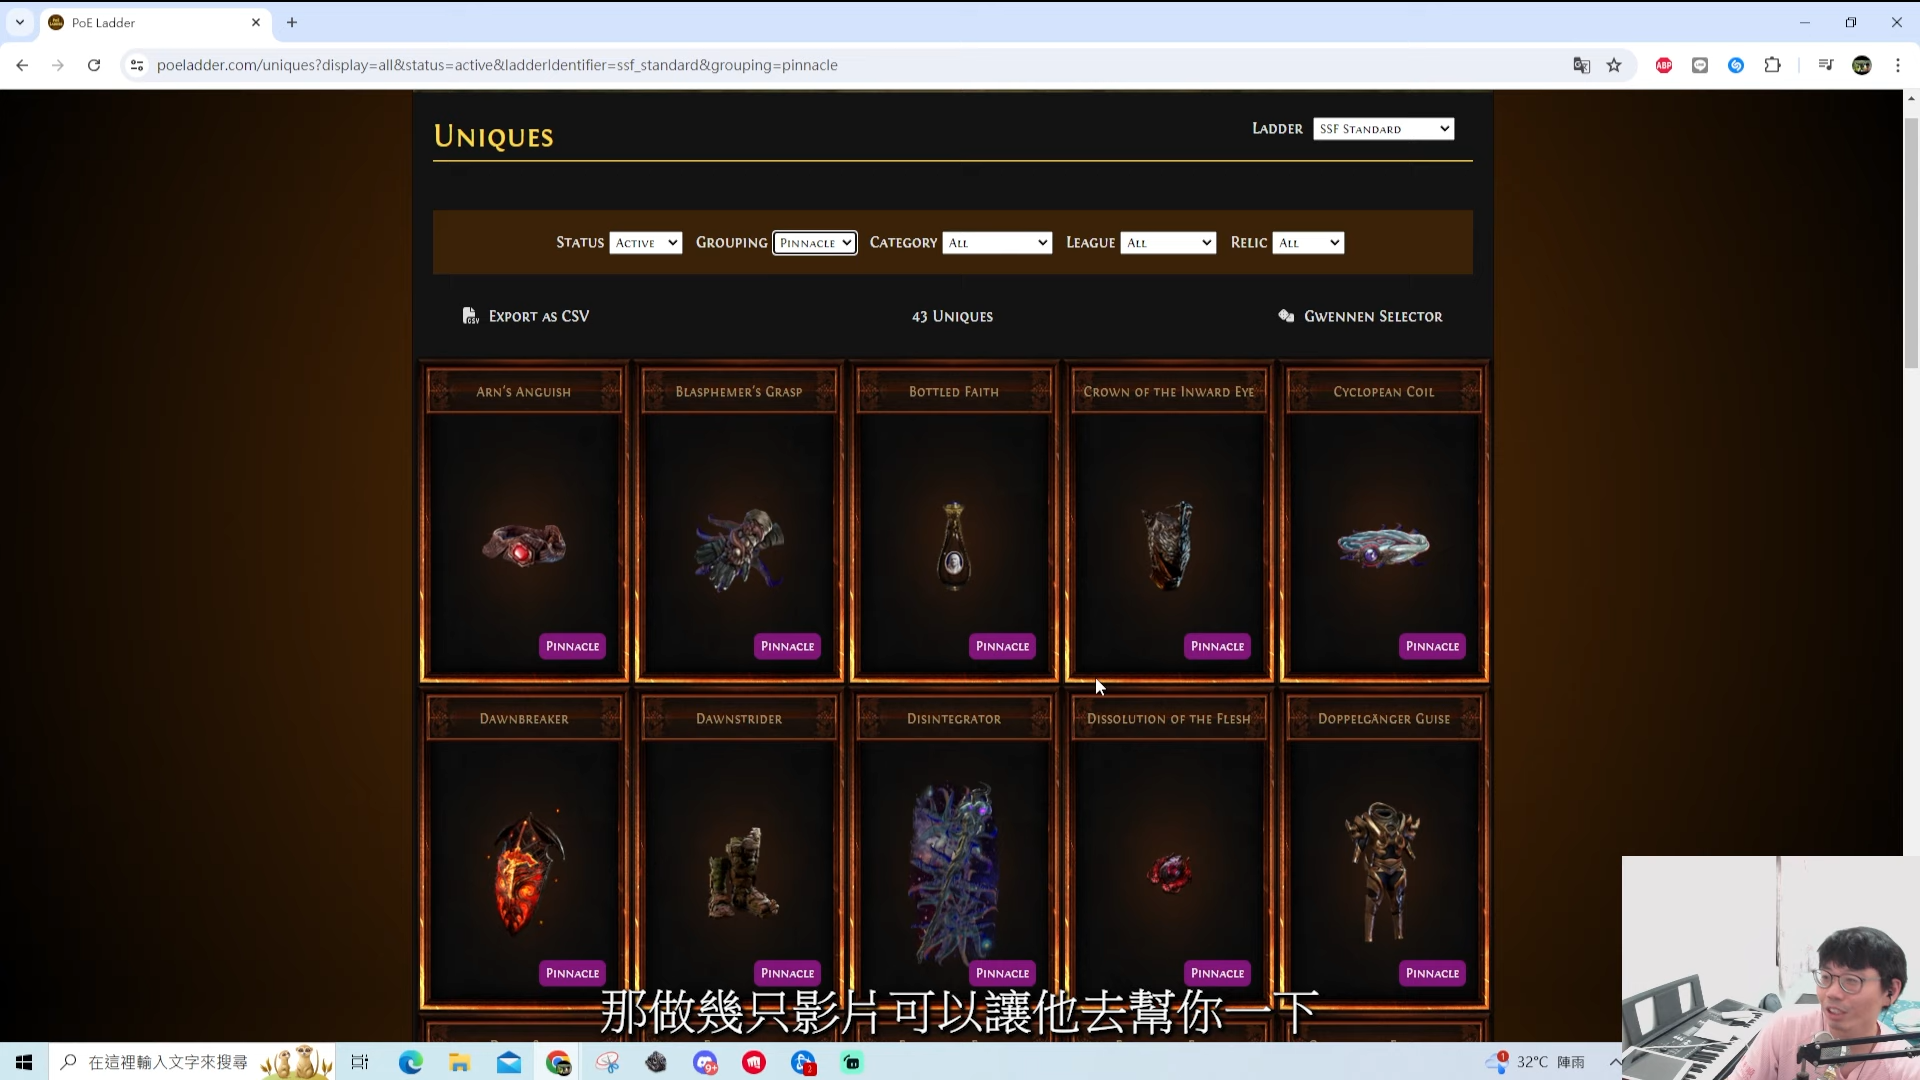 PoE Ladder
poeladder.com/uniques?display=all&status=active&ladderIdentifier=ssf_standard&grouping=pinnacle
ABP
Uniques
Ladder SSF Standard
Status Active Grouping Pinnacle Category All League All Relic All
Export as CSV
43 Uniques
Gwennen Selector
Arn's Anguish
Blasphemer's Grasp
Bottled Faith
Crown of the Inward Eye
Cyclopean Coil
Pinnacle
Pinnacle
Pinnacle
Pinnacle
Pinnacle
Dawnbreaker
Dawnstrider
Disintegrator
Dissolution of the Flesh
Doppelgänger Guise
Pinnacle
Pinnacle
Pinnacle
Pinnacle
Pinnacle
那做幾只影片可以讓他去幫你一下
在這裡輸入文字來搜尋
9+
2
1
32°C 陣雨